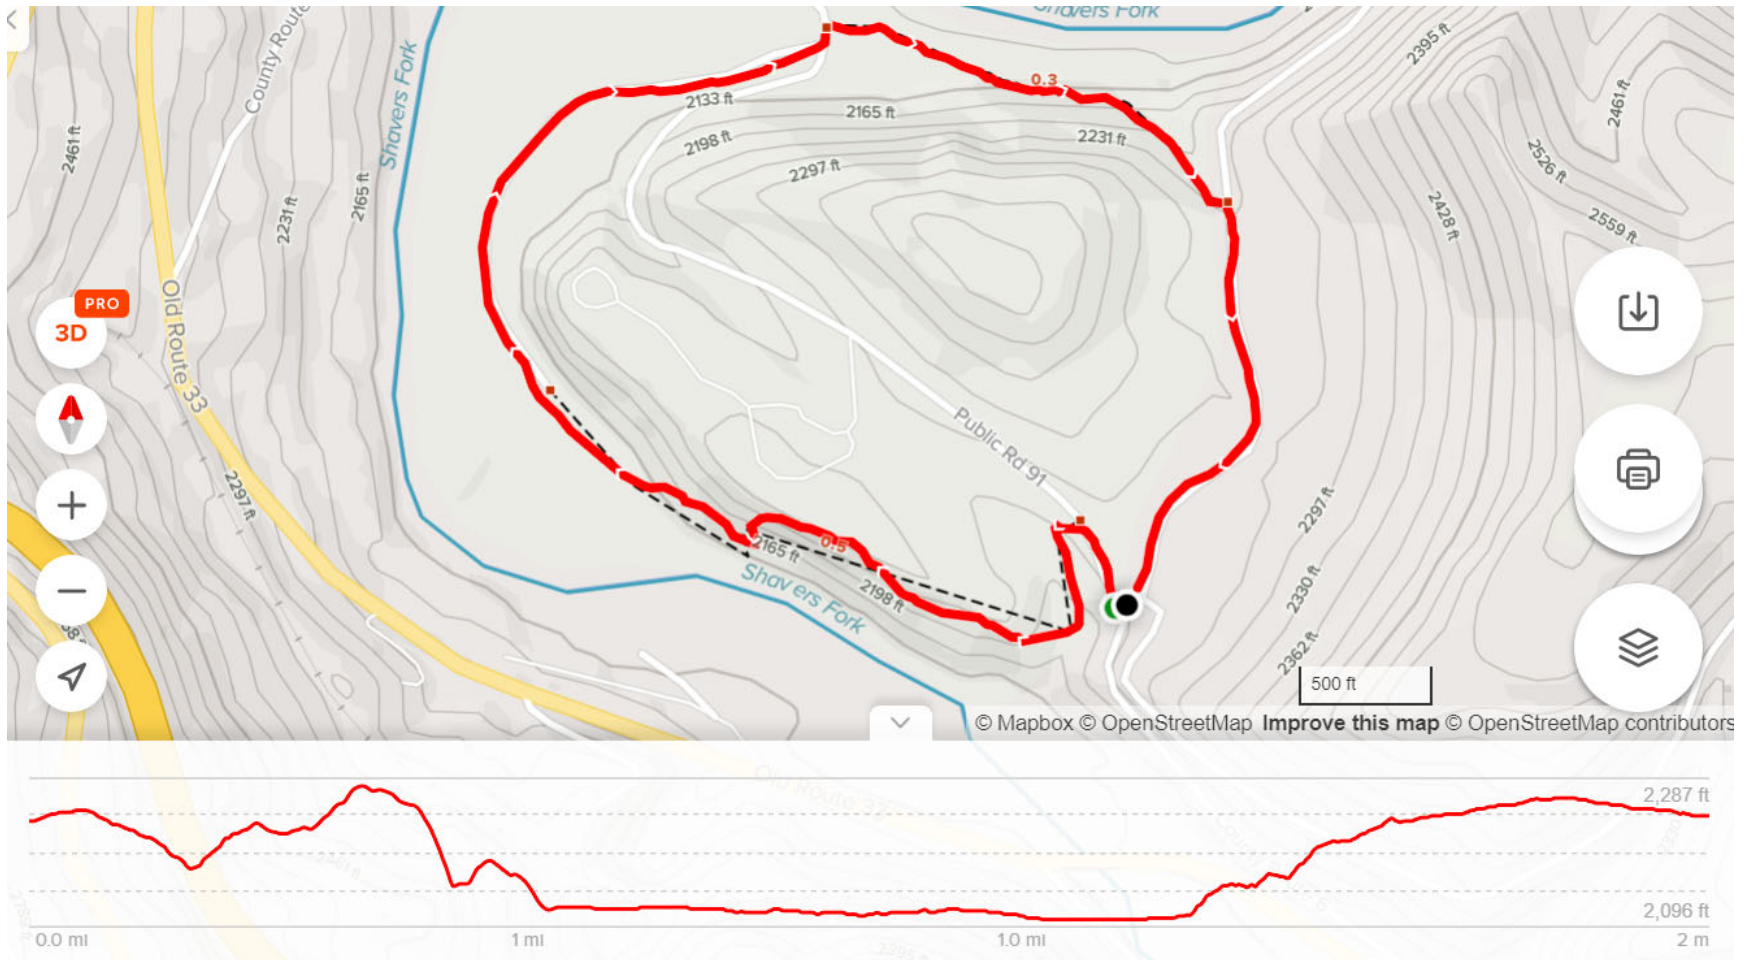 Shavers Fork
2395 ft
County Route
Shavers Fork
0.3
2133 ft
2165 ft
2461 ft
2461 ft
2198 ft
2231 ft
2526 ft
2297 ft
2165 ft
2231 ft
2428 ft
2559 ft
PRO
3D
Old Route 33
Public Rd 91
2297 ft
2297 ft
0.5
2165 ft
Shavers Fork
2198 ft
2330 ft
2362 ft
500 ft
© Mapbox © OpenStreetMap Improve this map © OpenStreetMap contributors
Old Route 33
2,287 ft
2461 ft
2,096 ft
0.0 mi
1 mi
1.0 mi
2 m